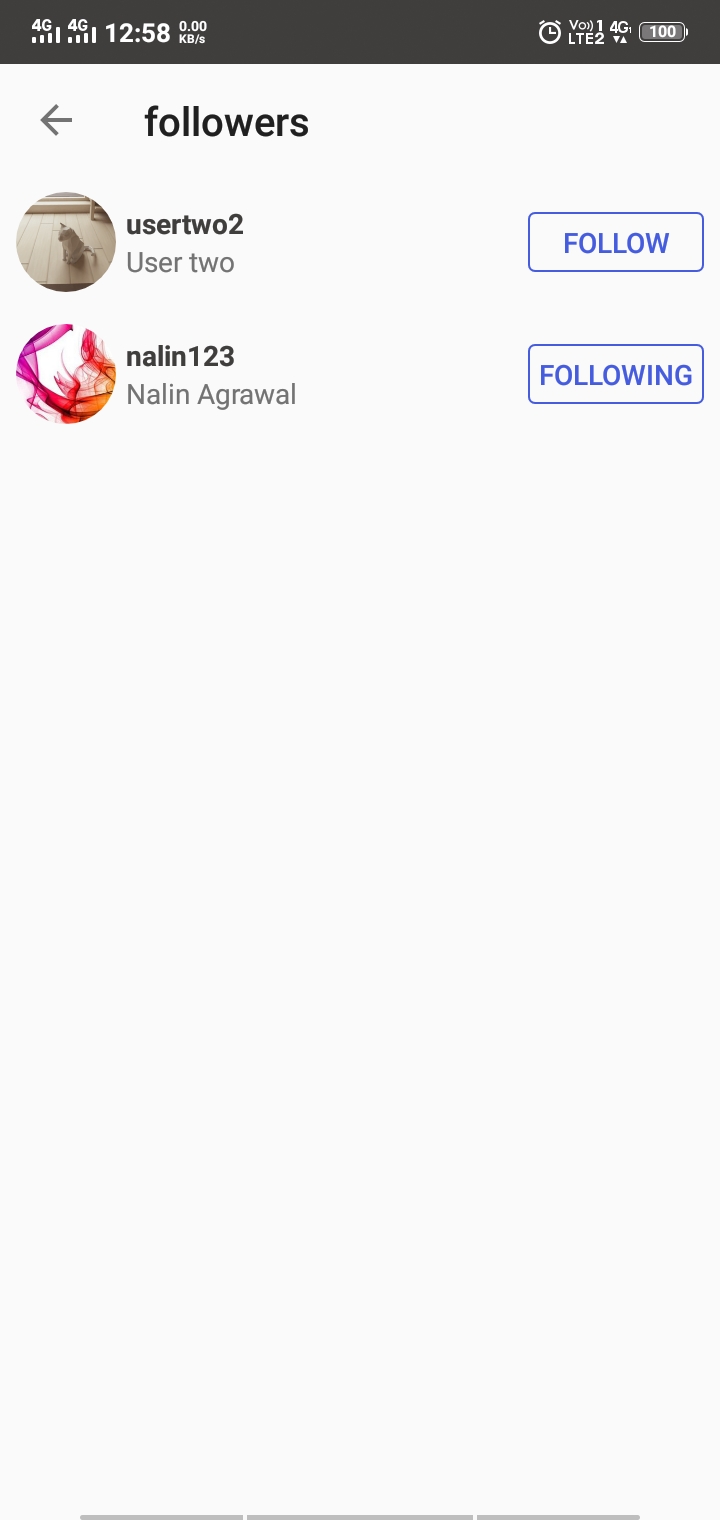 4G 4G 12:58 0.00 KB/s Vo)) 1 LTE2 4G 100
followers
usertwo2
User two
FOLLOW
nalin123
Nalin Agrawal
FOLLOWING